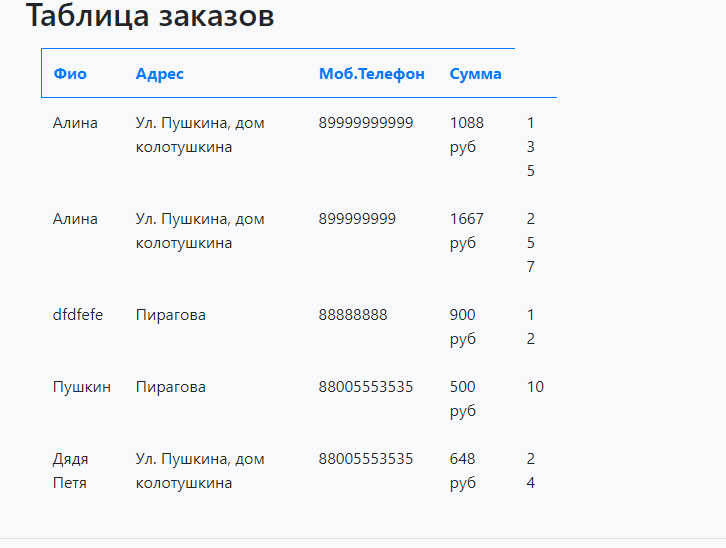 Таблица заказов
Фио Адрес Моб.Телефон Сумма
Алина Ул. Пушкина, дом 89999999999 1088 1
колотушкина руб 3
5
Алина Ул. Пушкина, дом 899999999 1667 2
колотушкина руб 5
7
dfdfefe Пирагова 88888888 900 1
руб 2
Пушкин Пирагова 88005553535 500 10
руб
Дядя Ул. Пушкина, дом 88005553535 648 2
Петя колотушкина руб 4